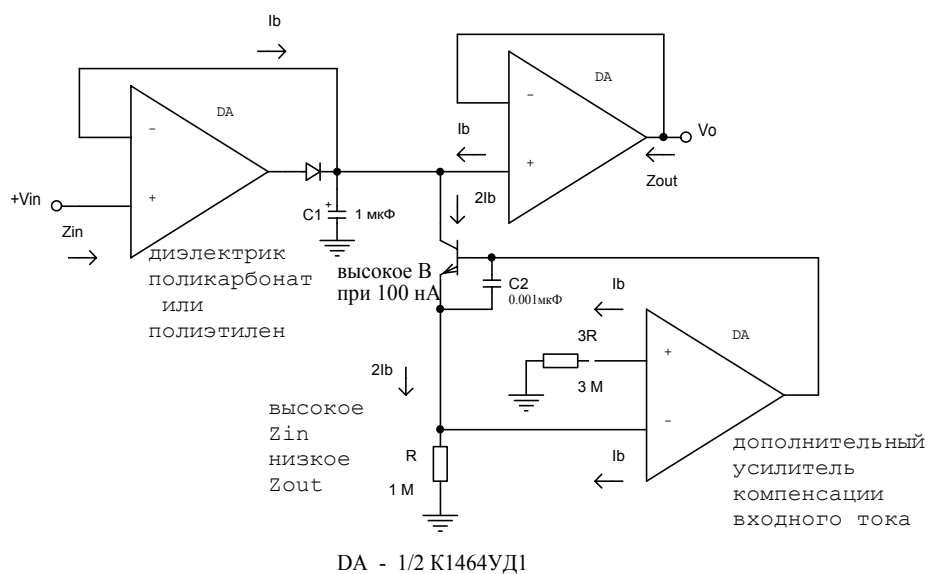 Ib
DA
−
+
+Vin
Zin
C1
+
1 мкФ
диэлектрик
поликарбонат
или
полиэтилен
DA
−
+
Ib
Vo
Zout
2Ib
высокое В
при 100 нА
C2
0.001мкФ
Ib
3R
3 M
DA
+
−
2Ib
высокое
Zin
низкое
Zout
R
1 M
Ib
дополнительный
усилитель
компенсации
входного тока
DA - 1/2 К1464УД1